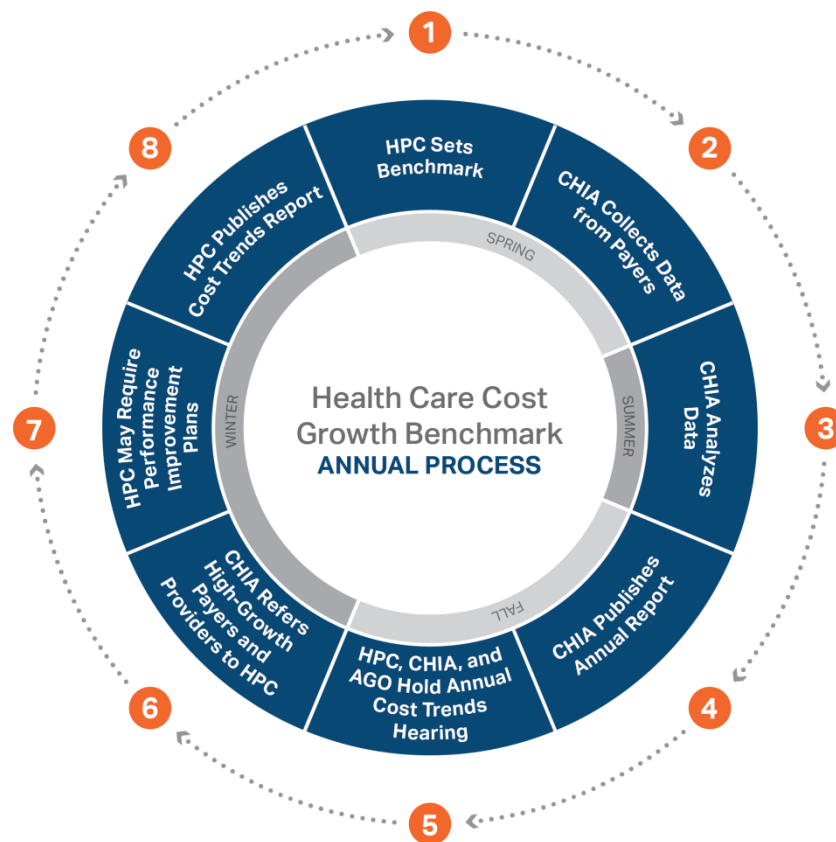 1
HPC Sets
Benchmark
2
CHIA Collects Data
from Payers
3
CHIA Analyzes
Data
4
CHIA Publishes
Annual Report
5
HPC, CHIA, and
AGO Hold Annual
Cost Trends
Hearing
6
CHIA Refers
High-Growth
Payers and
Providers to HPC
7
HPC May Require
Performance
Improvement
Plans
8
HPC Publishes
Cost Trends Report
SPRING
SUMMER
FALL
WINTER
Health Care Cost
Growth Benchmark
ANNUAL PROCESS